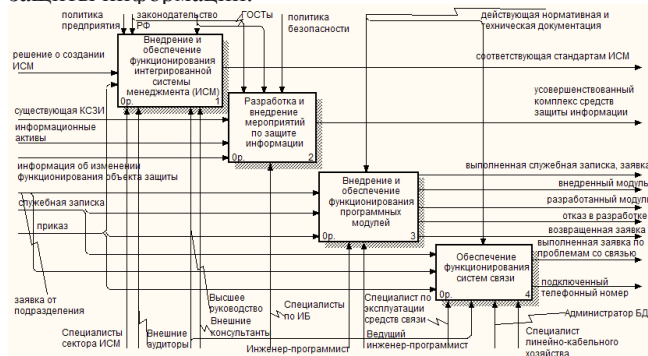 защиты информации.
политика
предприятия
законодательство
РФ
ГОСТы
политика
безопасности
действующая нормативная и
техническая документация
решение о создании
ИСМ
Внедрение и
обеспечение
функционирования
интегрированной
системы
менеджмента (ИСМ)
0р. 1
соответствующая стандартам ИСМ
существующая КСЗИ
информационные
активы
Разработка и
внедрение
мероприятий
по защите
информации
0р. 2
усовершенствованный
комплекс средств
защиты информации
информация об изменении
функционирования объекта защиты
служебная записка
приказ
Внедрение и
обеспечение
функционирования
программных
модулей
0р. 3
выполненная служебная записка, заявка
внедренный модуль
разработанный модуль
отказ в разработке
возвращенная заявка
выполненная заявка по
проблемам со связью
Обеспечение
функционирования
систем связи
0р. 4
подключенный
телефонный номер
заявка от
подразделения
Специалисты
сектора ИСМ
Внешние
аудиторы
Высшее
руководство
Внешние
консультанты
Специалисты
по ИБ
Инженер-программист
Специалист по
эксплуатации
средств связи
Ведущий
инженер-программист
Администратор БД
Специалист
линейно-кабельного
хозяйства